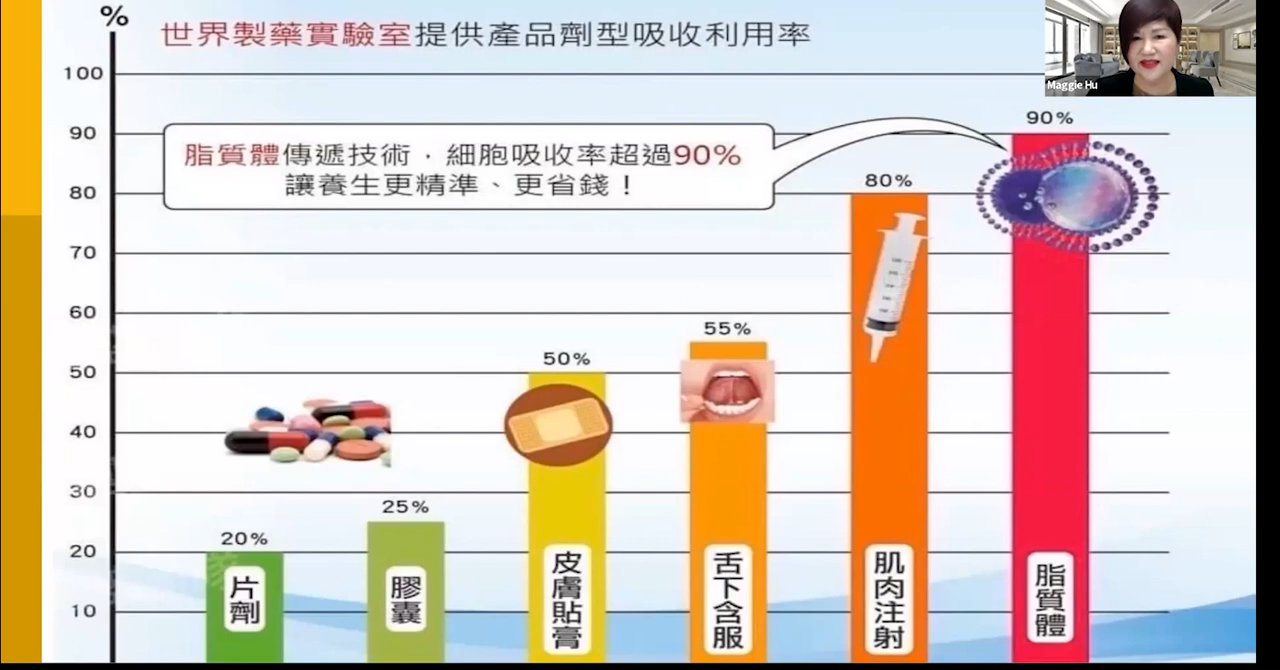 %
世界製藥實驗室提供產品劑型吸收利用率
Maggie Hu
100
90
80
70
60
50
40
30
20
10
脂質體傳遞技術，細胞吸收率超過90%
讓養生更精準、更省錢！
20%
25%
50%
55%
80%
90%
片劑
膠囊
皮膚貼膏
舌下含服
肌肉注射
脂質體